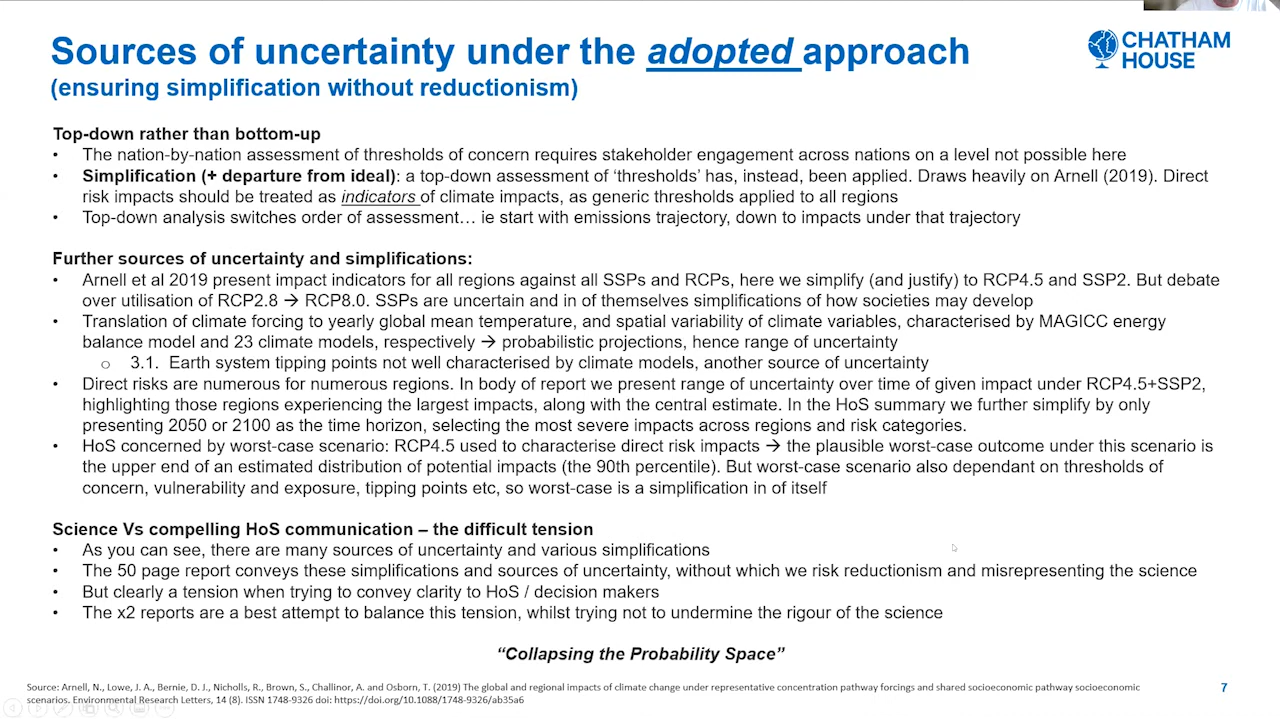 Sources of uncertainty under the adopted approach
(ensuring simplification without reductionism)
CHATHAM
HOUSE
Top-down rather than bottom-up
• The nation-by-nation assessment of thresholds of concern requires stakeholder engagement across nations on a level not possible here
• Simplification (+ departure from ideal): a top-down assessment of ‘thresholds’ has, instead, been applied. Draws heavily on Arnell (2019). Direct
risk impacts should be treated as indicators of climate impacts, as generic thresholds applied to all regions
• Top-down analysis switches order of assessment… ie start with emissions trajectory, down to impacts under that trajectory
Further sources of uncertainty and simplifications:
• Arnell et al 2019 present impact indicators for all regions against all SSPs and RCPs, here we simplify (and justify) to RCP4.5 and SSP2. But debate
over utilisation of RCP2.8 → RCP8.0. SSPs are uncertain and in of themselves simplifications of how societies may develop
• Translation of climate forcing to yearly global mean temperature, and spatial variability of climate variables, characterised by MAGICC energy
balance model and 23 climate models, respectively → probabilistic projections, hence range of uncertainty
o 3.1. Earth system tipping points not well characterised by climate models, another source of uncertainty
• Direct risks are numerous for numerous regions. In body of report we present range of uncertainty over time of given impact under RCP4.5+SSP2,
highlighting those regions experiencing the largest impacts, along with the central estimate. In the HoS summary we further simplify by only
presenting 2050 or 2100 as the time horizon, selecting the most severe impacts across regions and risk categories.
• HoS concerned by worst-case scenario: RCP4.5 used to characterise direct risk impacts → the plausible worst-case outcome under this scenario is
the upper end of an estimated distribution of potential impacts (the 90th percentile). But worst-case scenario also dependant on thresholds of
concern, vulnerability and exposure, tipping points etc, so worst-case is a simplification in of itself
Science Vs compelling HoS communication – the difficult tension
• As you can see, there are many sources of uncertainty and various simplifications
• The 50 page report conveys these simplifications and sources of uncertainty, without which we risk reductionism and misrepresenting the science
• But clearly a tension when trying to convey clarity to HoS / decision makers
• The x2 reports are a best attempt to balance this tension, whilst trying not to undermine the rigour of the science
“Collapsing the Probability Space”
Source: Arnell, N., Lowe, J. A., Bernie, D. J., Nicholls, R., Brown, S., Challinor, A. and Osborn, T. (2019) The global and regional impacts of climate change under representative concentration pathway forcings and shared socioeconomic pathway socioeconomic
scenarios. Environmental Research Letters, 14 (8). ISSN 1748-9326 doi: https://doi.org/10.1088/1748-9326/ab35a6
7